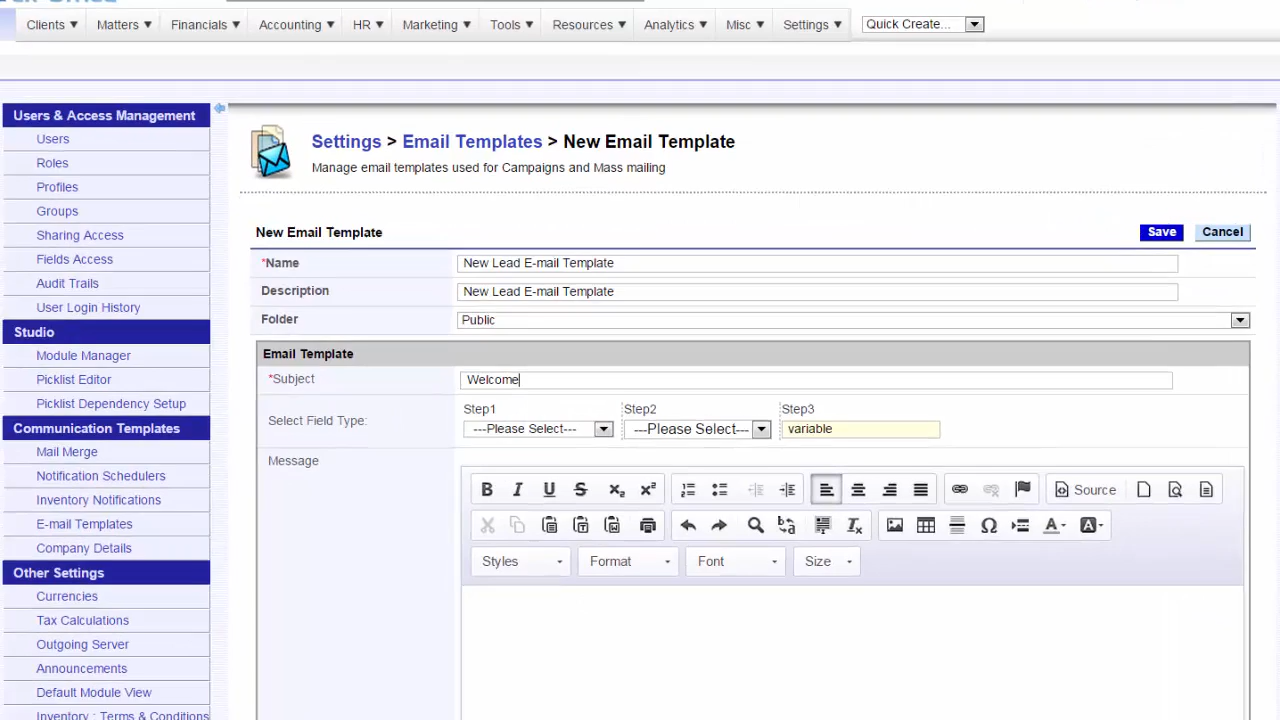 Clients Matters Financials Accounting HR Marketing Tools Resources Analytics Misc Settings Quick Create...
Users & Access Management
Users
Roles
Profiles
Groups
Sharing Access
Fields Access
Audit Trails
User Login History
Studio
Module Manager
Picklist Editor
Picklist Dependency Setup
Communication Templates
Mail Merge
Notification Schedulers
Inventory Notifications
E-mail Templates
Company Details
Other Settings
Currencies
Tax Calculations
Outgoing Server
Announcements
Default Module View
Inventory : Terms & Conditions
Settings > Email Templates > New Email Template
Manage email templates used for Campaigns and Mass mailing
New Email Template Save Cancel
*Name New Lead E-mail Template
Description New Lead E-mail Template
Folder Public
Email Template
*Subject Welcome
Step1 Step2 Step3
Select Field Type: ---Please Select--- ---Please Select--- variable
Message
Source
Styles Format Font Size